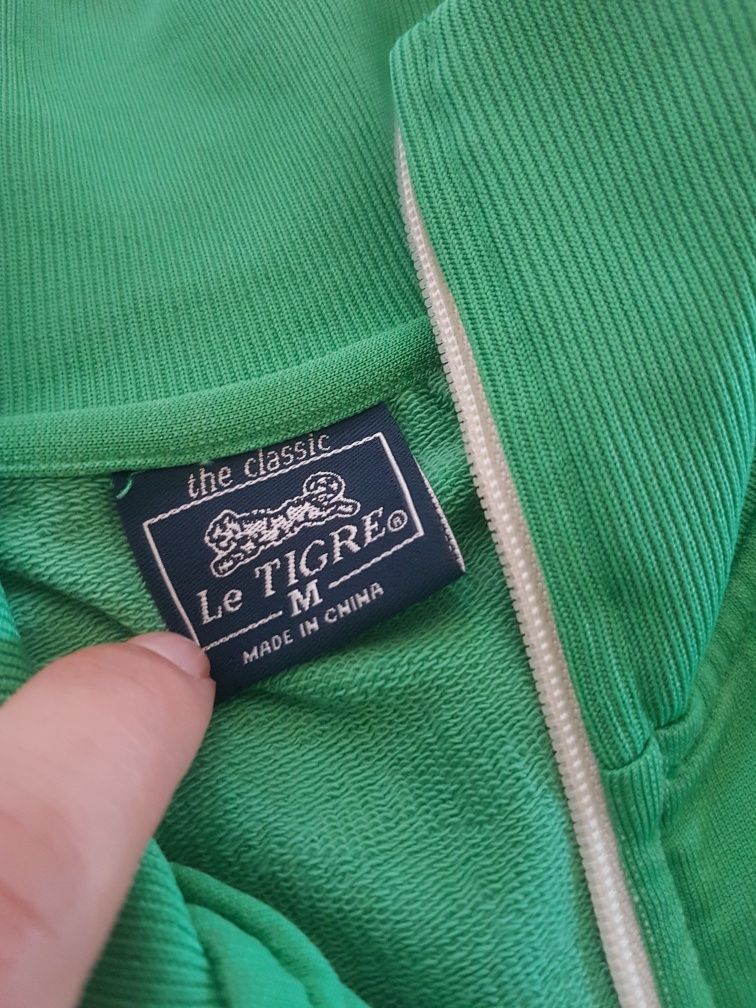 the classic
Le TIGRE®
M
MADE IN CHINA